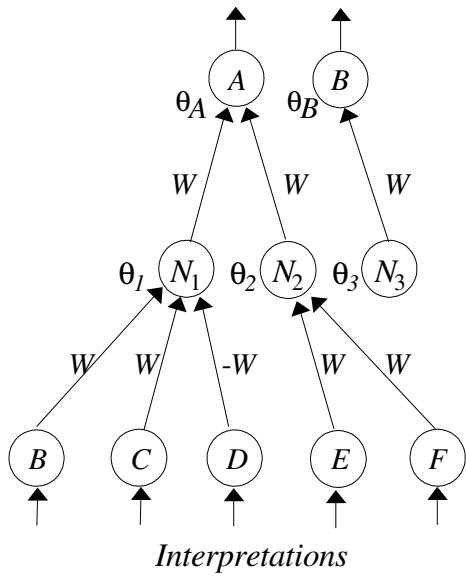 A B
θA θB
W W W
θ1 N1 θ2 N2 θ3 N3
W W -W W W
B C D E F
Interpretations